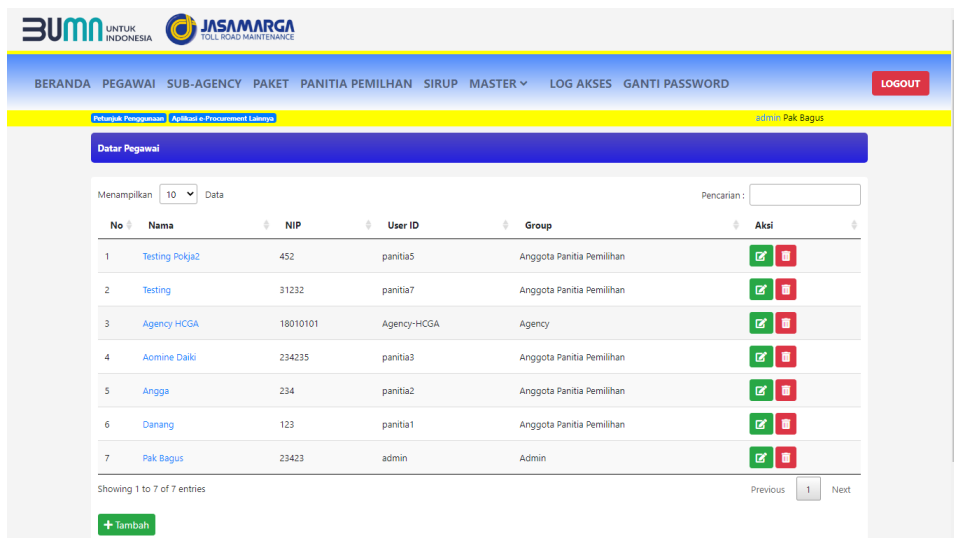 BUMN UNTUK INDONESIA JASAMARGA TOLL ROAD MAINTENANCE
BERANDA PEGAWAI SUB-AGENCY PAKET PANITIA PEMILHAN SIRUP MASTER LOG AKSES GANTI PASSWORD LOGOUT
Petunjuk Penggunaan Aplikasi e-Procurement Lainnya admin Pak Bagus
Datar Pegawai
Menampilkan 10 Data Pencarian :
No Nama NIP User ID Group Aksi
1 Testing Pokja2 452 panitia5 Anggota Panitia Pemilihan
2 Testing 31232 panitia7 Anggota Panitia Pemilihan
3 Agency HCGA 18010101 Agency-HCGA Agency
4 Aomine Daiki 234235 panitia3 Anggota Panitia Pemilihan
5 Angga 234 panitia2 Anggota Panitia Pemilihan
6 Danang 123 panitia1 Anggota Panitia Pemilihan
7 Pak Bagus 23423 admin Admin
Showing 1 to 7 of 7 entries Previous 1 Next
+ Tambah